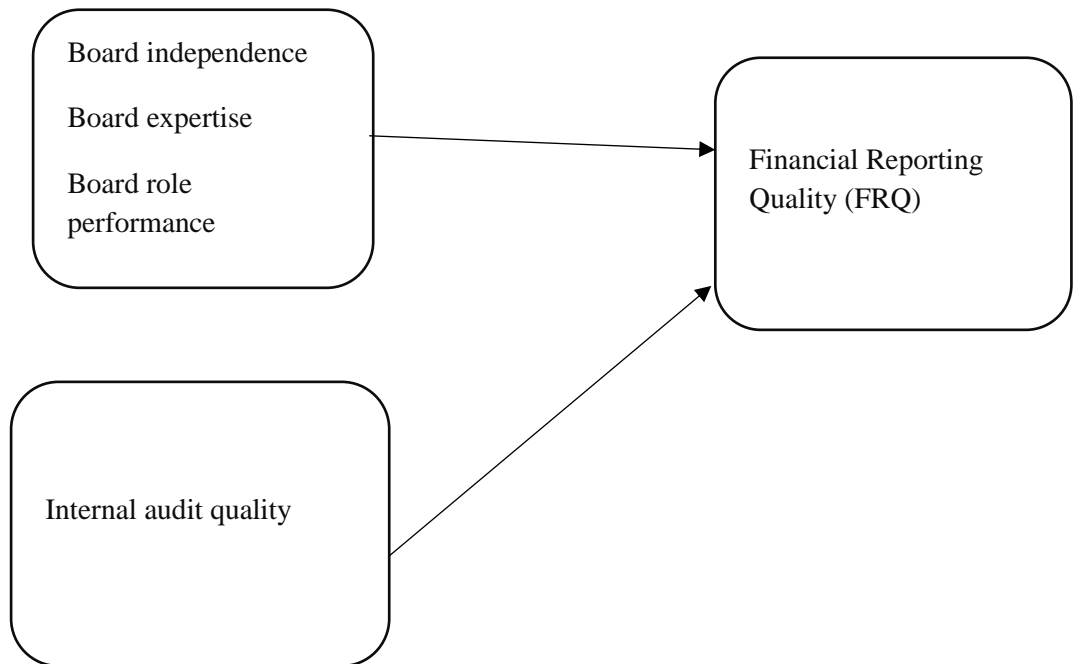 Board independence
Board expertise
Board role
performance
Financial Reporting
Quality (FRQ)
Internal audit quality